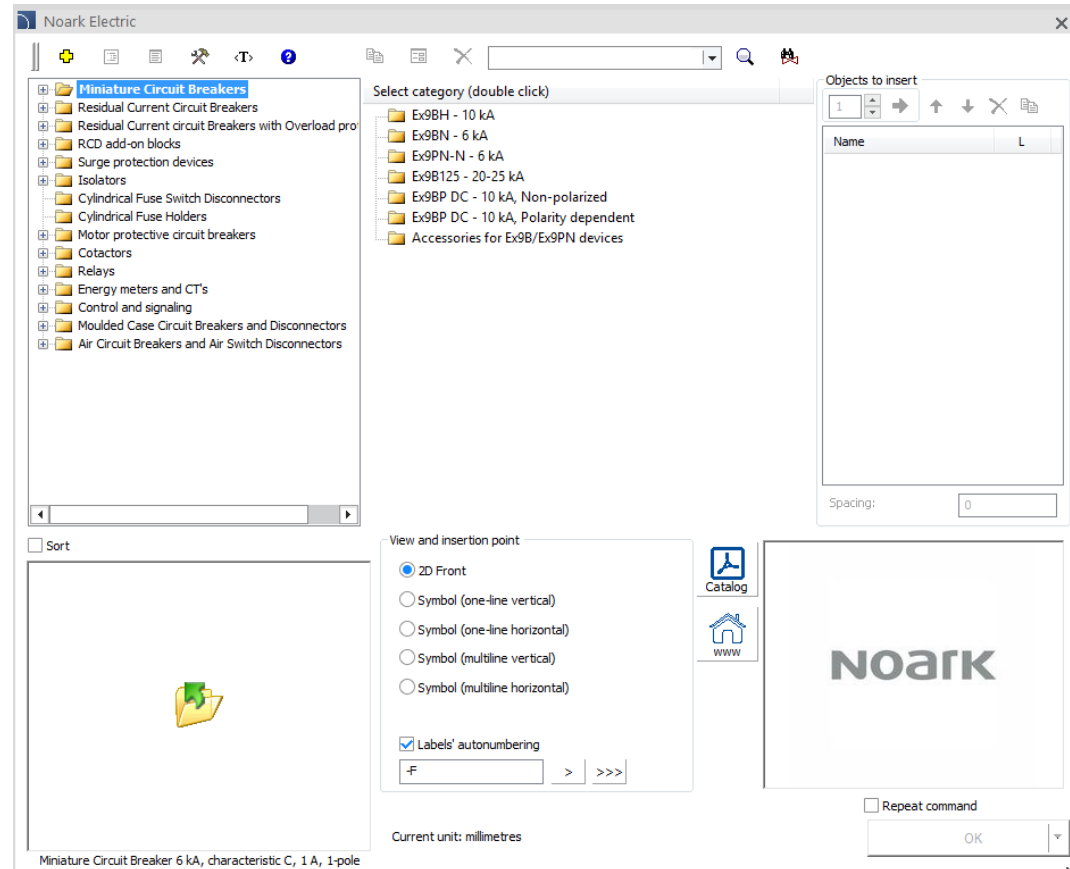 Noark Electric
<T>
Miniature Circuit Breakers
Residual Current Circuit Breakers
Residual Current circuit Breakers with Overload pro
RCD add-on blocks
Surge protection devices
Isolators
Cylindrical Fuse Switch Disconnectors
Cylindrical Fuse Holders
Motor protective circuit breakers
Cotactors
Relays
Energy meters and CT's
Control and signaling
Moulded Case Circuit Breakers and Disconnectors
Air Circuit Breakers and Air Switch Disconnectors
Select category (double click)
Ex9BH - 10 kA
Ex9BN - 6 kA
Ex9PN-N - 6 kA
Ex9B125 - 20-25 kA
Ex9BP DC - 10 kA, Non-polarized
Ex9BP DC - 10 kA, Polarity dependent
Accessories for Ex9B/Ex9PN devices
Objects to insert
1
Name L
Spacing: 0
Sort
View and insertion point
2D Front
Symbol (one-line vertical)
Symbol (one-line horizontal)
Symbol (multiline vertical)
Symbol (multiline horizontal)
Labels' autonumbering
-F > >>>
Catalog
www
NOARK
Repeat command
Current unit: millimetres
OK
Miniature Circuit Breaker 6 kA, characteristic C, 1 A, 1-pole